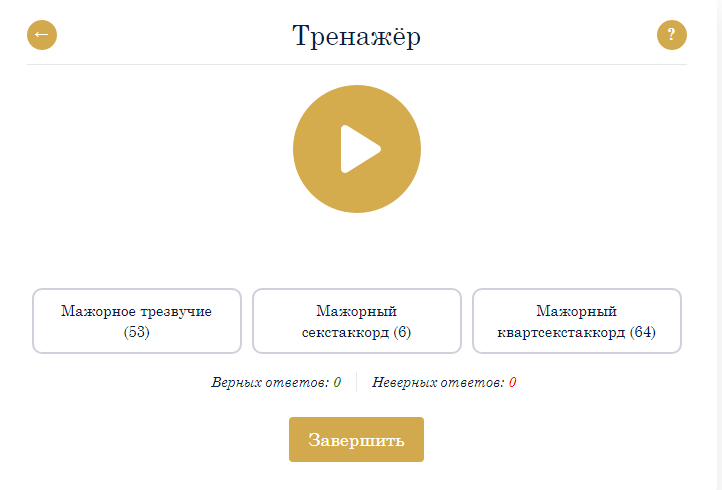 ←
Тренажёр
?
Мажорное трезвучие
(53)
Мажорный
секстаккорд (6)
Мажорный
квартсекстаккорд (64)
Верных ответов: 0
Неверных ответов: 0
Завершить